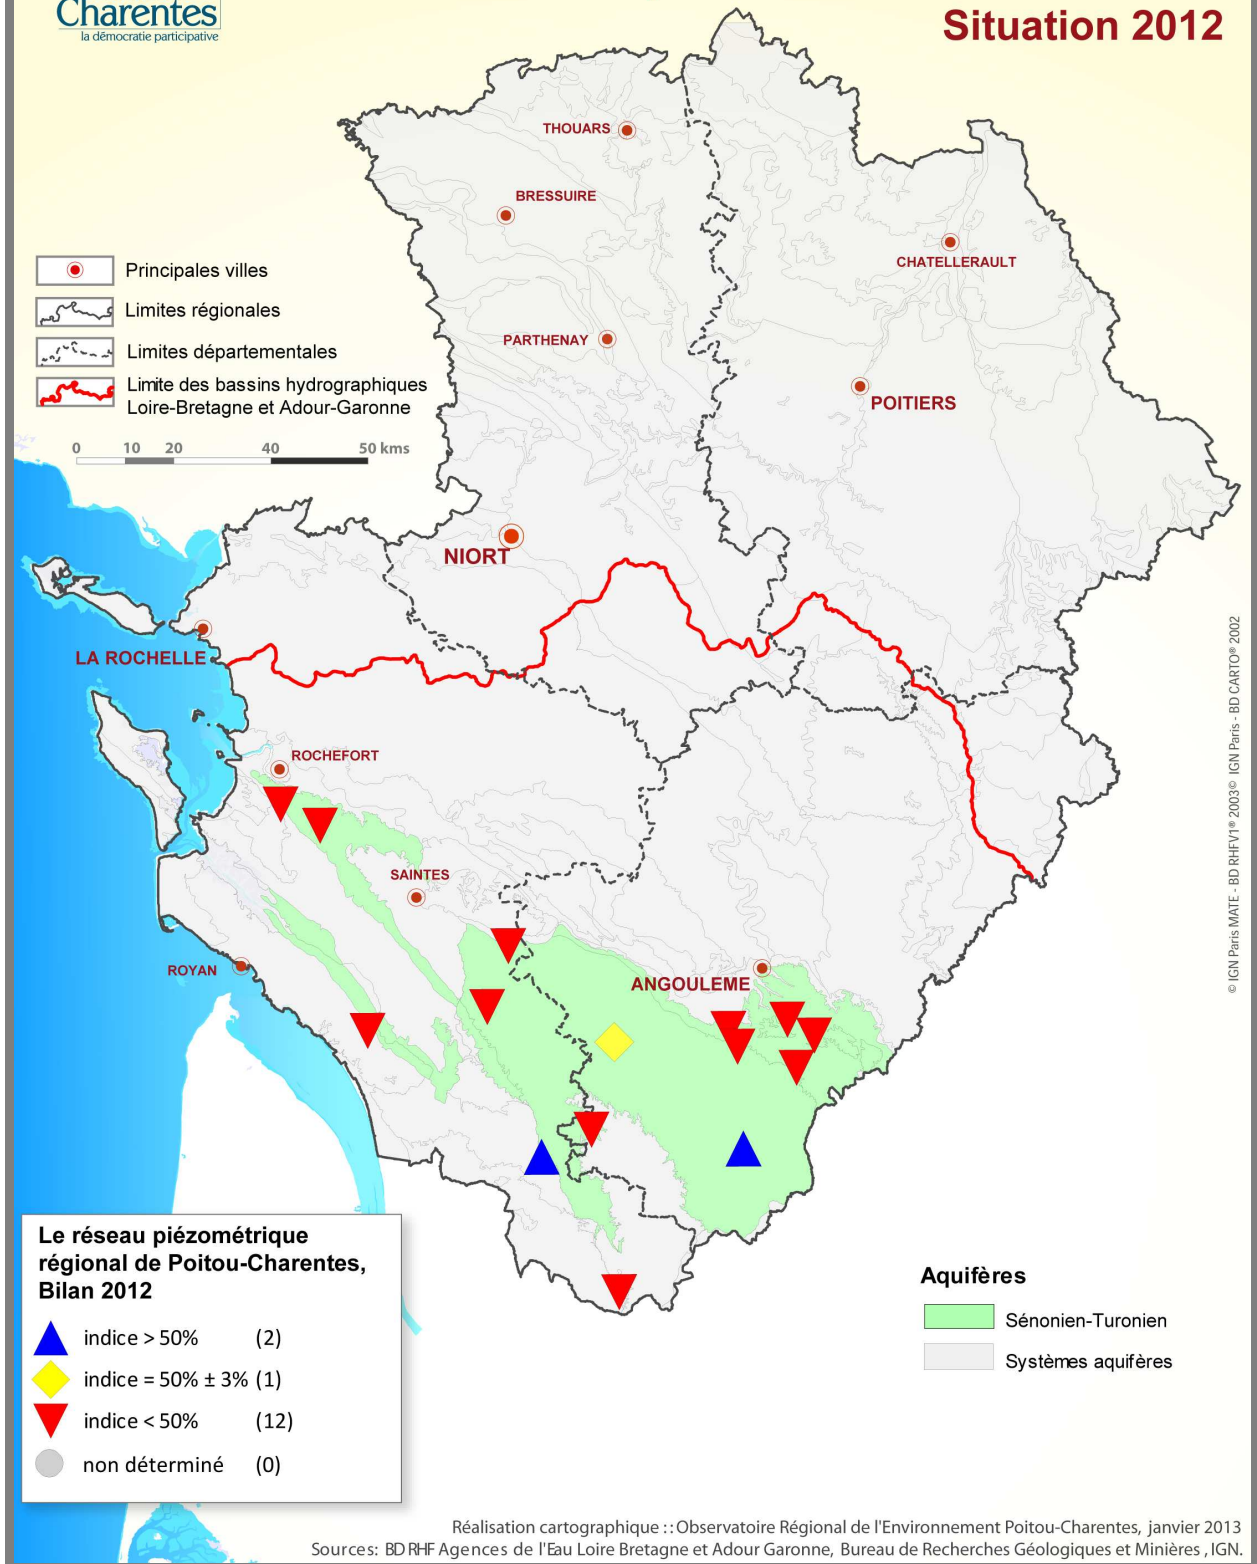 Charentes
la démocratie participative
Situation 2012
THOUARS
BRESSUIRE
CHATELLERAULT
PARTHENAY
POITIERS
Principales villes
Limites régionales
Limites départementales
Limite des bassins hydrographiques
Loire-Bretagne et Adour-Garonne
0 10 20 40 50 kms
NIORT
LA ROCHELLE
ROCHEFORT
SAINTES
ROYAN
ANGOULEME
© IGN Paris MATE - BD RHFV1® 2003© IGN Paris - BD CARTO® 2002
Le réseau piézométrique
régional de Poitou-Charentes,
Bilan 2012
indice > 50% (2)
indice = 50% ± 3% (1)
indice < 50% (12)
non déterminé (0)
Aquifères
Sénonien-Turonien
Systèmes aquifères
Réalisation cartographique :: Observatoire Régional de l'Environnement Poitou-Charentes, janvier 2013
Sources: BD RHF Agences de l'Eau Loire Bretagne et Adour Garonne, Bureau de Recherches Géologiques et Minières , IGN.